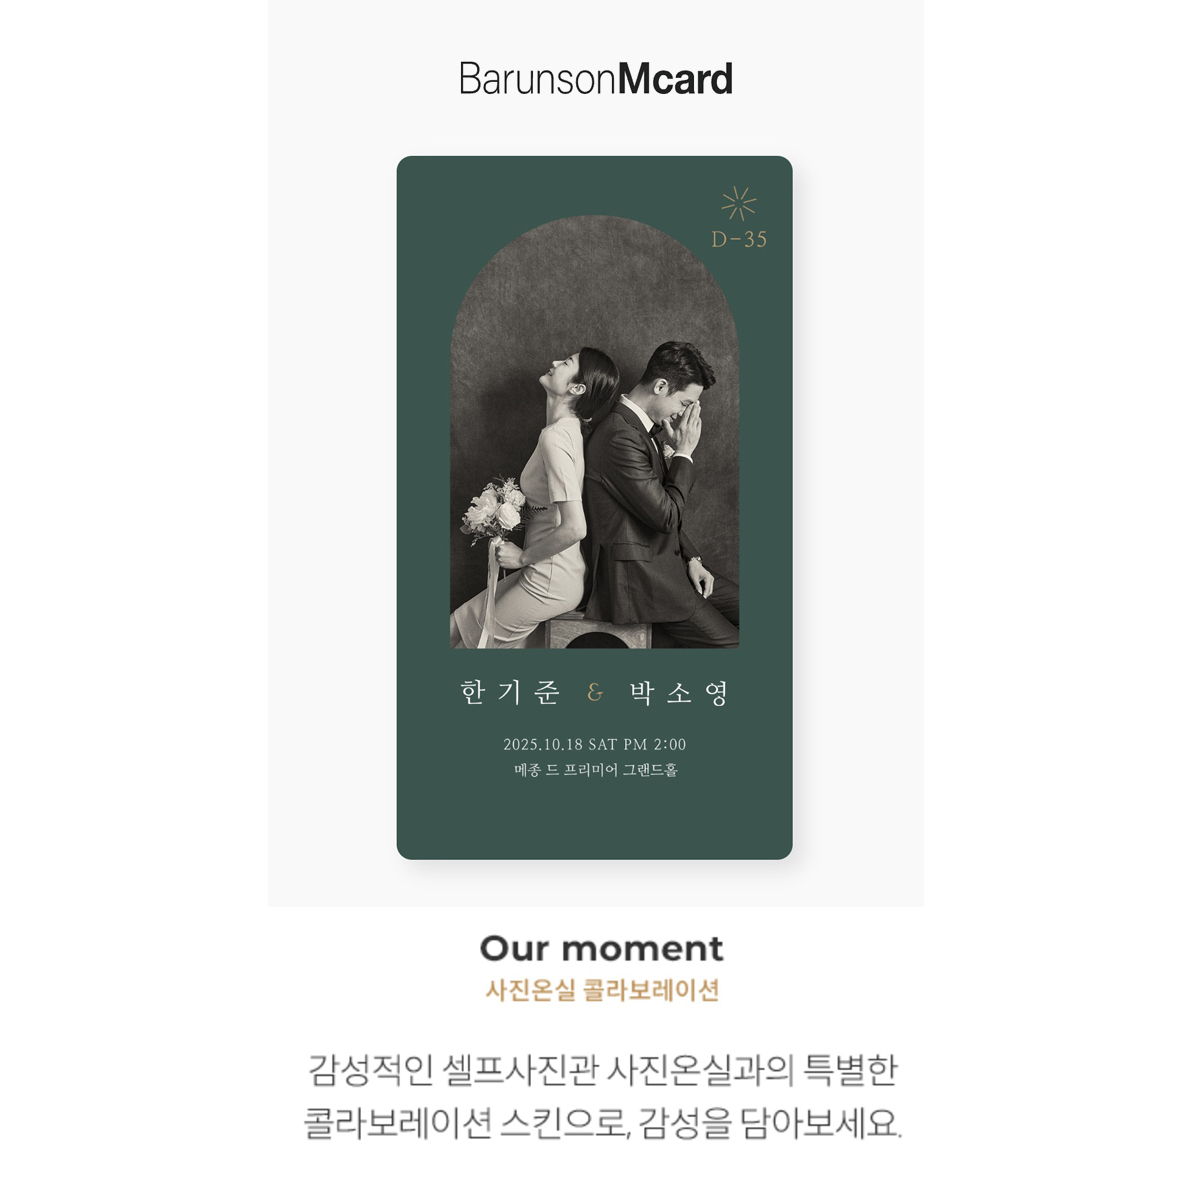 BarunsonMcard
D-35
한기준 & 박소영
2025.10.18 SAT PM 2:00
메종 드 프리미어 그랜드홀
Our moment
사진온실 콜라보레이션
감성적인 셀프사진관 사진온실과의 특별한
콜라보레이션 스킨으로, 감성을 담아보세요.